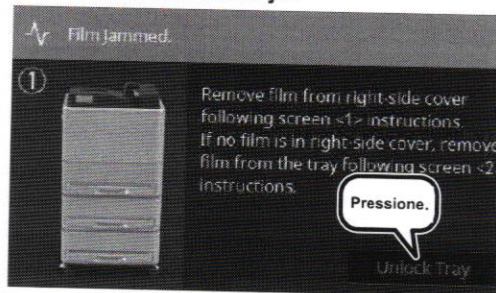 Film Jammed.
①
Remove film from right-side cover
following screen <1> instructions.
If no film is in right-side cover, remove
film from the tray following screen <2
instructions.
Pressione.
Unlock Tray